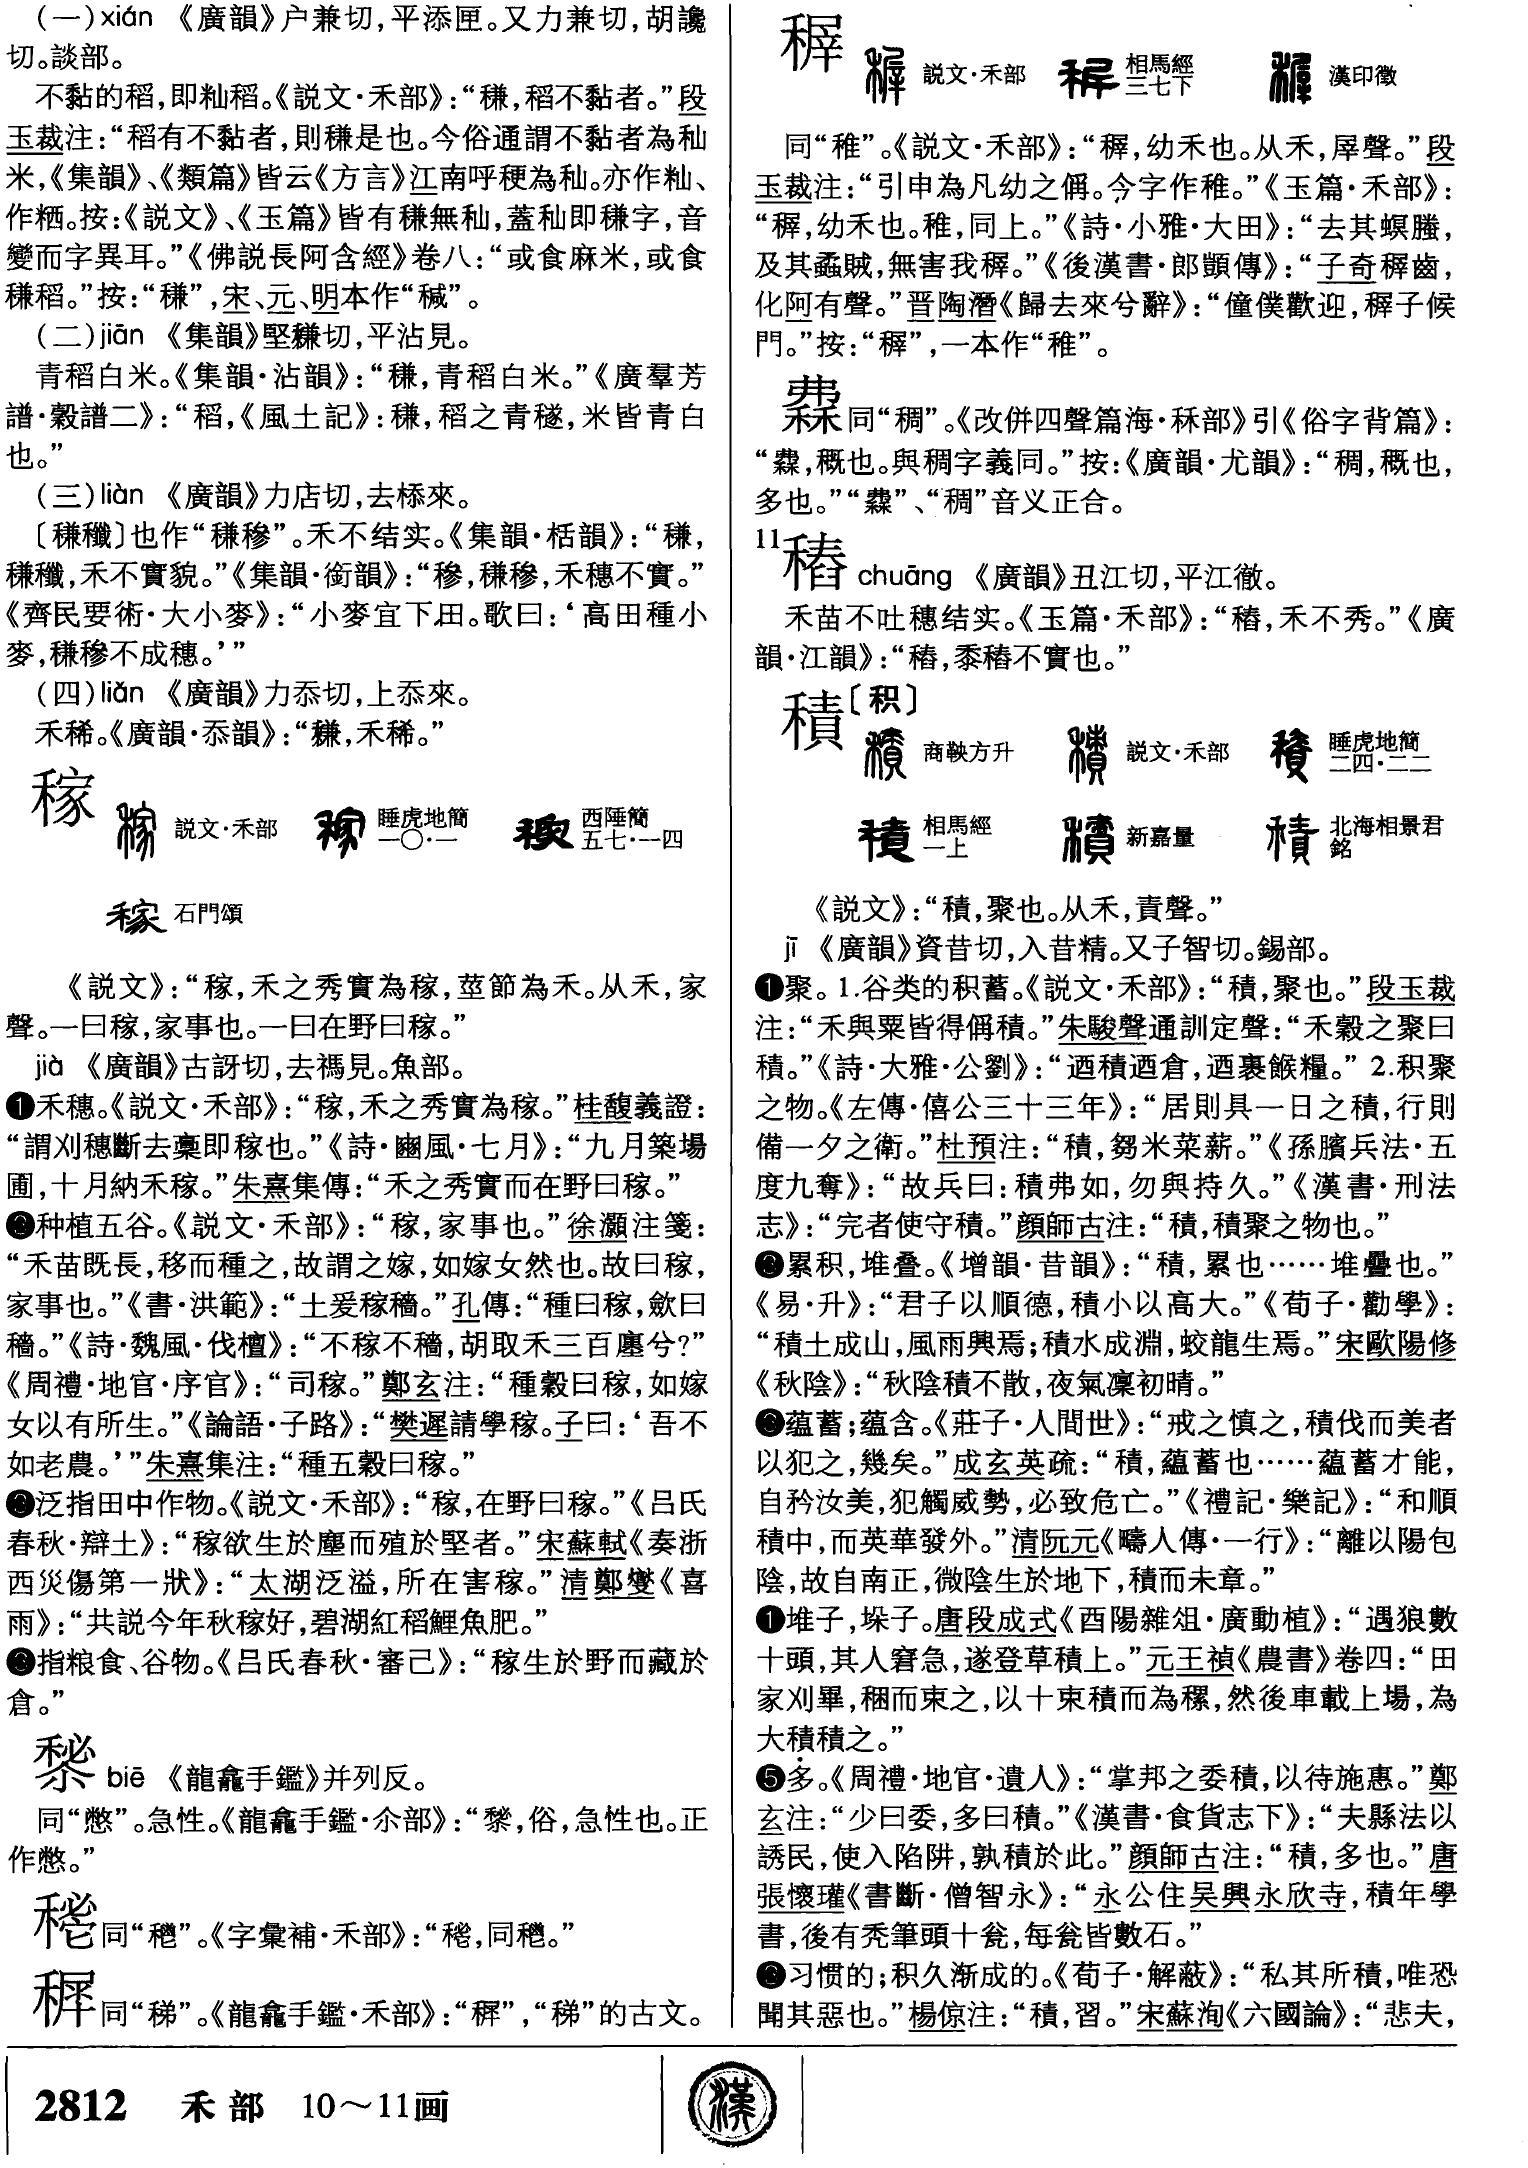 (一)xián 《廣韻》户兼切,平添匣。又力兼切,胡讒
切。談部。
不黏的稻,即籼稻。《説文·禾部》:“稴,稻不黏者。”段
玉裁注:“稻有不黏者,則稴是也。今俗通謂不黏者為秈
米,《集韻》、《類篇》皆云《方言》江南呼稉為秈。亦作籼、
作粞。按:《説文》、《玉篇》皆有稴無秈,蓋秈即稴字,音
變而字異耳。”《佛説長阿含經》卷八:“或食麻米,或食
稴稻。”按:“稴”,宋、元、明本作“穢”。
(二)jiān 《集韻》堅稴切,平沾見。
青稻白米。《集韻·沾韻》:“稴,青稻白米。”《廣羣芳
譜·穀譜二》:“稻,《風土記》:稴,稻之青穟,米皆青白
也。”
(三)liàn 《廣韻》力店切,去㮇來。
〔稴䆎〕也作“稴穇”。禾不结实。《集韻·栝韻》:“稴,
稴䆎,禾不實貌。”《集韻·銜韻》:“穇,稴穇,禾穗不實。”
《齊民要術·大小麥》:“小麥宜下田。歌曰:‘高田種小
麥,稴穇不成穗。’”
(四)liǎn 《廣韻》力忝切,上忝來。
禾稀。《廣韻·忝韻》:“稴,禾稀。”
稼 説文·禾部 睡虎地簡一〇·一 西陲簡五七·一四
石門頌
《説文》:“稼,禾之秀實為稼,莖節為禾。从禾,家
聲。一曰稼,家事也。一曰在野曰稼。”
jià 《廣韻》古訝切,去禡見。魚部。
❶禾穗。《説文·禾部》:“稼,禾之秀實為稼。”桂馥義證:
“謂刈穗斷去稾即稼也。”《詩·豳風·七月》:“九月築場
圃,十月納禾稼。”朱熹集傳:“禾之秀實而在野曰稼。”
❷种植五谷。《説文·禾部》:“稼,家事也。”徐灝注箋:
“禾苗既長,移而種之,故謂之嫁,如嫁女然也。故曰稼,
家事也。”《書·洪範》:“土爰稼穡。”孔傳:“種曰稼,斂曰
穡。”《詩·魏風·伐檀》:“不稼不穡,胡取禾三百廛兮?”
《周禮·地官·序官》:“司稼。”鄭玄注:“種穀曰稼,如嫁
女以有所生。”《論語·子路》:“樊遲請學稼。子曰:‘吾不
如老農。’”朱熹集注:“種五穀曰稼。”
❸泛指田中作物。《説文·禾部》:“稼,在野曰稼。”《吕氏
春秋·辯土》:“稼欲生於塵而殖於堅者。”宋蘇軾《奏浙
西災傷第一狀》:“太湖泛溢,所在害稼。”清鄭燮《喜
雨》:“共説今年秋稼好,碧湖紅稻鯉魚肥。”
❹指粮食、谷物。《吕氏春秋·審己》:“稼生於野而藏於
倉。”
biē 《龍龕手鑑》并列反。
同“憋”。急性。《龍龕手鑑·尒部》:“,俗,急性也。正
作憋。”
同“䅵”。《字彙補·禾部》:“,同䅵。”
同“稊”。《龍龕手鑑·禾部》:“”,“稊”的古文。
稺 説文·禾部 相馬經三七下 漢印徵
同“稚”。《説文·禾部》:“稺,幼禾也。从禾,屖聲。”段
玉裁注:“引申為凡幼之偁。今字作稚。”《玉篇·禾部》:
“稺,幼禾也。稚,同上。”《詩·小雅·大田》:“去其螟螣,
及其蟊賊,無害我稺。”《後漢書·郎顗傳》:“子奇稺齒,
化阿有聲。”晋陶潛《歸去來兮辭》:“僮僕歡迎,稺子候
門。”按:“稺”,一本作“稚”。
同“稠”。《改併四聲篇海·秝部》引《俗字背篇》:
“,穊也。與稠字義同。”按:《廣韻·尤韻》:“稠,穊也,
多也。”“”、“稠”音义正合。
11
䅭 chuāng 《廣韻》丑江切,平江徹。
禾苗不吐穗结实。《玉篇·禾部》:“䅭,禾不秀。”《廣
韻·江韻》:“䅭,黍䅭不實也。”
積〔积〕
商鞅方升 説文·禾部 睡虎地簡二四·二二
相馬經一上 新嘉量 北海相景君銘
《説文》:“積,聚也。从禾,責聲。”
jī 《廣韻》資昔切,入昔精。又子智切。錫部。
❶聚。1.谷类的积蓄。《説文·禾部》:“積,聚也。”段玉裁
注:“禾與粟皆得偁積。”朱駿聲通訓定聲:“禾穀之聚曰
積。”《詩·大雅·公劉》:“迺積迺倉,迺裹餱糧。” 2.积聚
之物。《左傳·僖公三十三年》:“居則具一日之積,行則
備一夕之衛。”杜預注:“積,芻米菜薪。”《孫臏兵法·五
度九奪》:“故兵曰:積弗如,勿與持久。”《漢書·刑法
志》:“完者使守積。”顔師古注:“積,積聚之物也。”
❷累积,堆叠。《增韻·昔韻》:“積,累也……堆疊也。”
《易·升》:“君子以順德,積小以高大。”《荀子·勸學》:
“積土成山,風雨興焉;積水成淵,蛟龍生焉。”宋歐陽修
《秋陰》:“秋陰積不散,夜氣凜初晴。”
❸蕴蓄;蕴含。《莊子·人間世》:“戒之慎之,積伐而美者
以犯之,幾矣。”成玄英疏:“積,蘊蓄也……蘊蓄才能,
自矜汝美,犯觸威勢,必致危亡。”《禮記·樂記》:“和順
積中,而英華發外。”清阮元《疇人傳·一行》:“離以陽包
陰,故自南正,微陰生於地下,積而未章。”
❹堆子,垛子。唐段成式《酉陽雜俎·廣動植》:“遇狼數
十頭,其人窘急,遂登草積上。”元王禎《農書》卷四:“田
家刈畢,稛而束之,以十束積而為穤,然後車載上場,為
大積積之。”
❺多。《周禮·地官·遺人》:“掌邦之委積,以待施惠。”鄭
玄注:“少曰委,多曰積。”《漢書·食貨志下》:“夫縣法以
誘民,使入陷阱,孰積於此。”顔師古注:“積,多也。”唐
張懷瓘《書斷·僧智永》:“永公住吴興永欣寺,積年學
書,後有秃筆頭十瓮,每瓮皆數石。”
❻习惯的;积久渐成的。《荀子·解蔽》:“私其所積,唯恐
聞其惡也。”楊倞注:“積,習。”宋蘇洵《六國論》:“悲夫,
2812 禾部 10～11画
漢